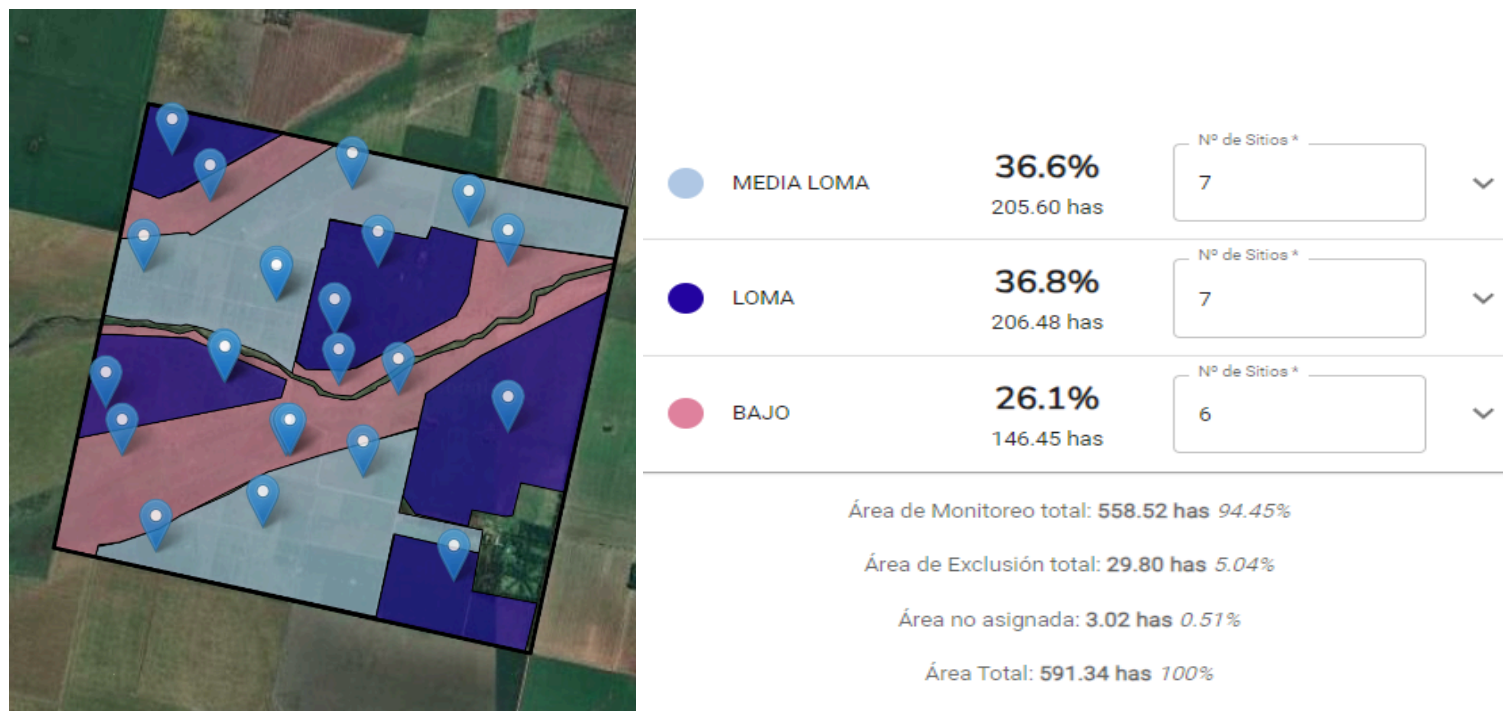 Nº de Sitios *
MEDIA LOMA 36.6% 7
205.60 has
Nº de Sitios *
LOMA 36.8% 7
206.48 has
Nº de Sitios *
BAJO 26.1% 6
146.45 has
Área de Monitoreo total: 558.52 has 94.45%
Área de Exclusión total: 29.80 has 5.04%
Área no asignada: 3.02 has 0.51%
Área Total: 591.34 has 100%